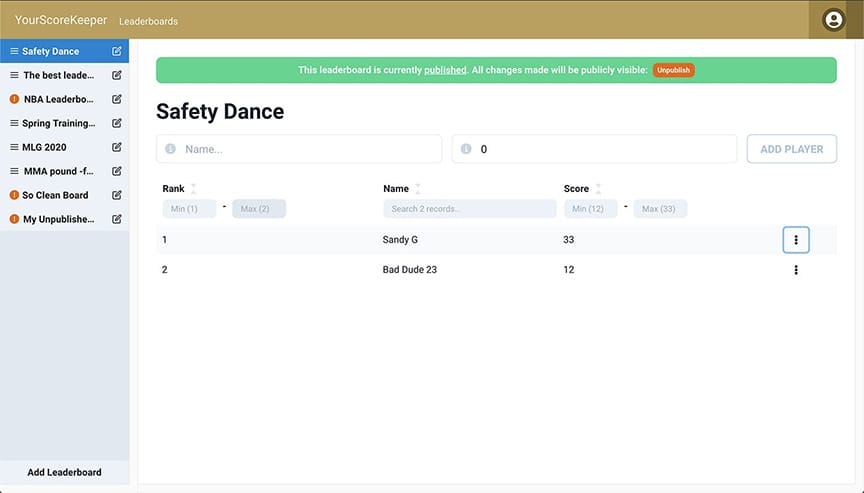 YourScoreKeeper Leaderboards
Safety Dance
The best leade...
NBA Leaderbo...
Spring Training...
MLG 2020
MMA pound -f...
So Clean Board
My Unpublishe...
Add Leaderboard
This leaderboard is currently published. All changes made will be publicly visible: Unpublish
Safety Dance
Name... 0 ADD PLAYER
Rank Name Score
Min (1) - Max (2) Search 2 records... Min (12) - Max (33)
1 Sandy G 33
2 Bad Dude 23 12